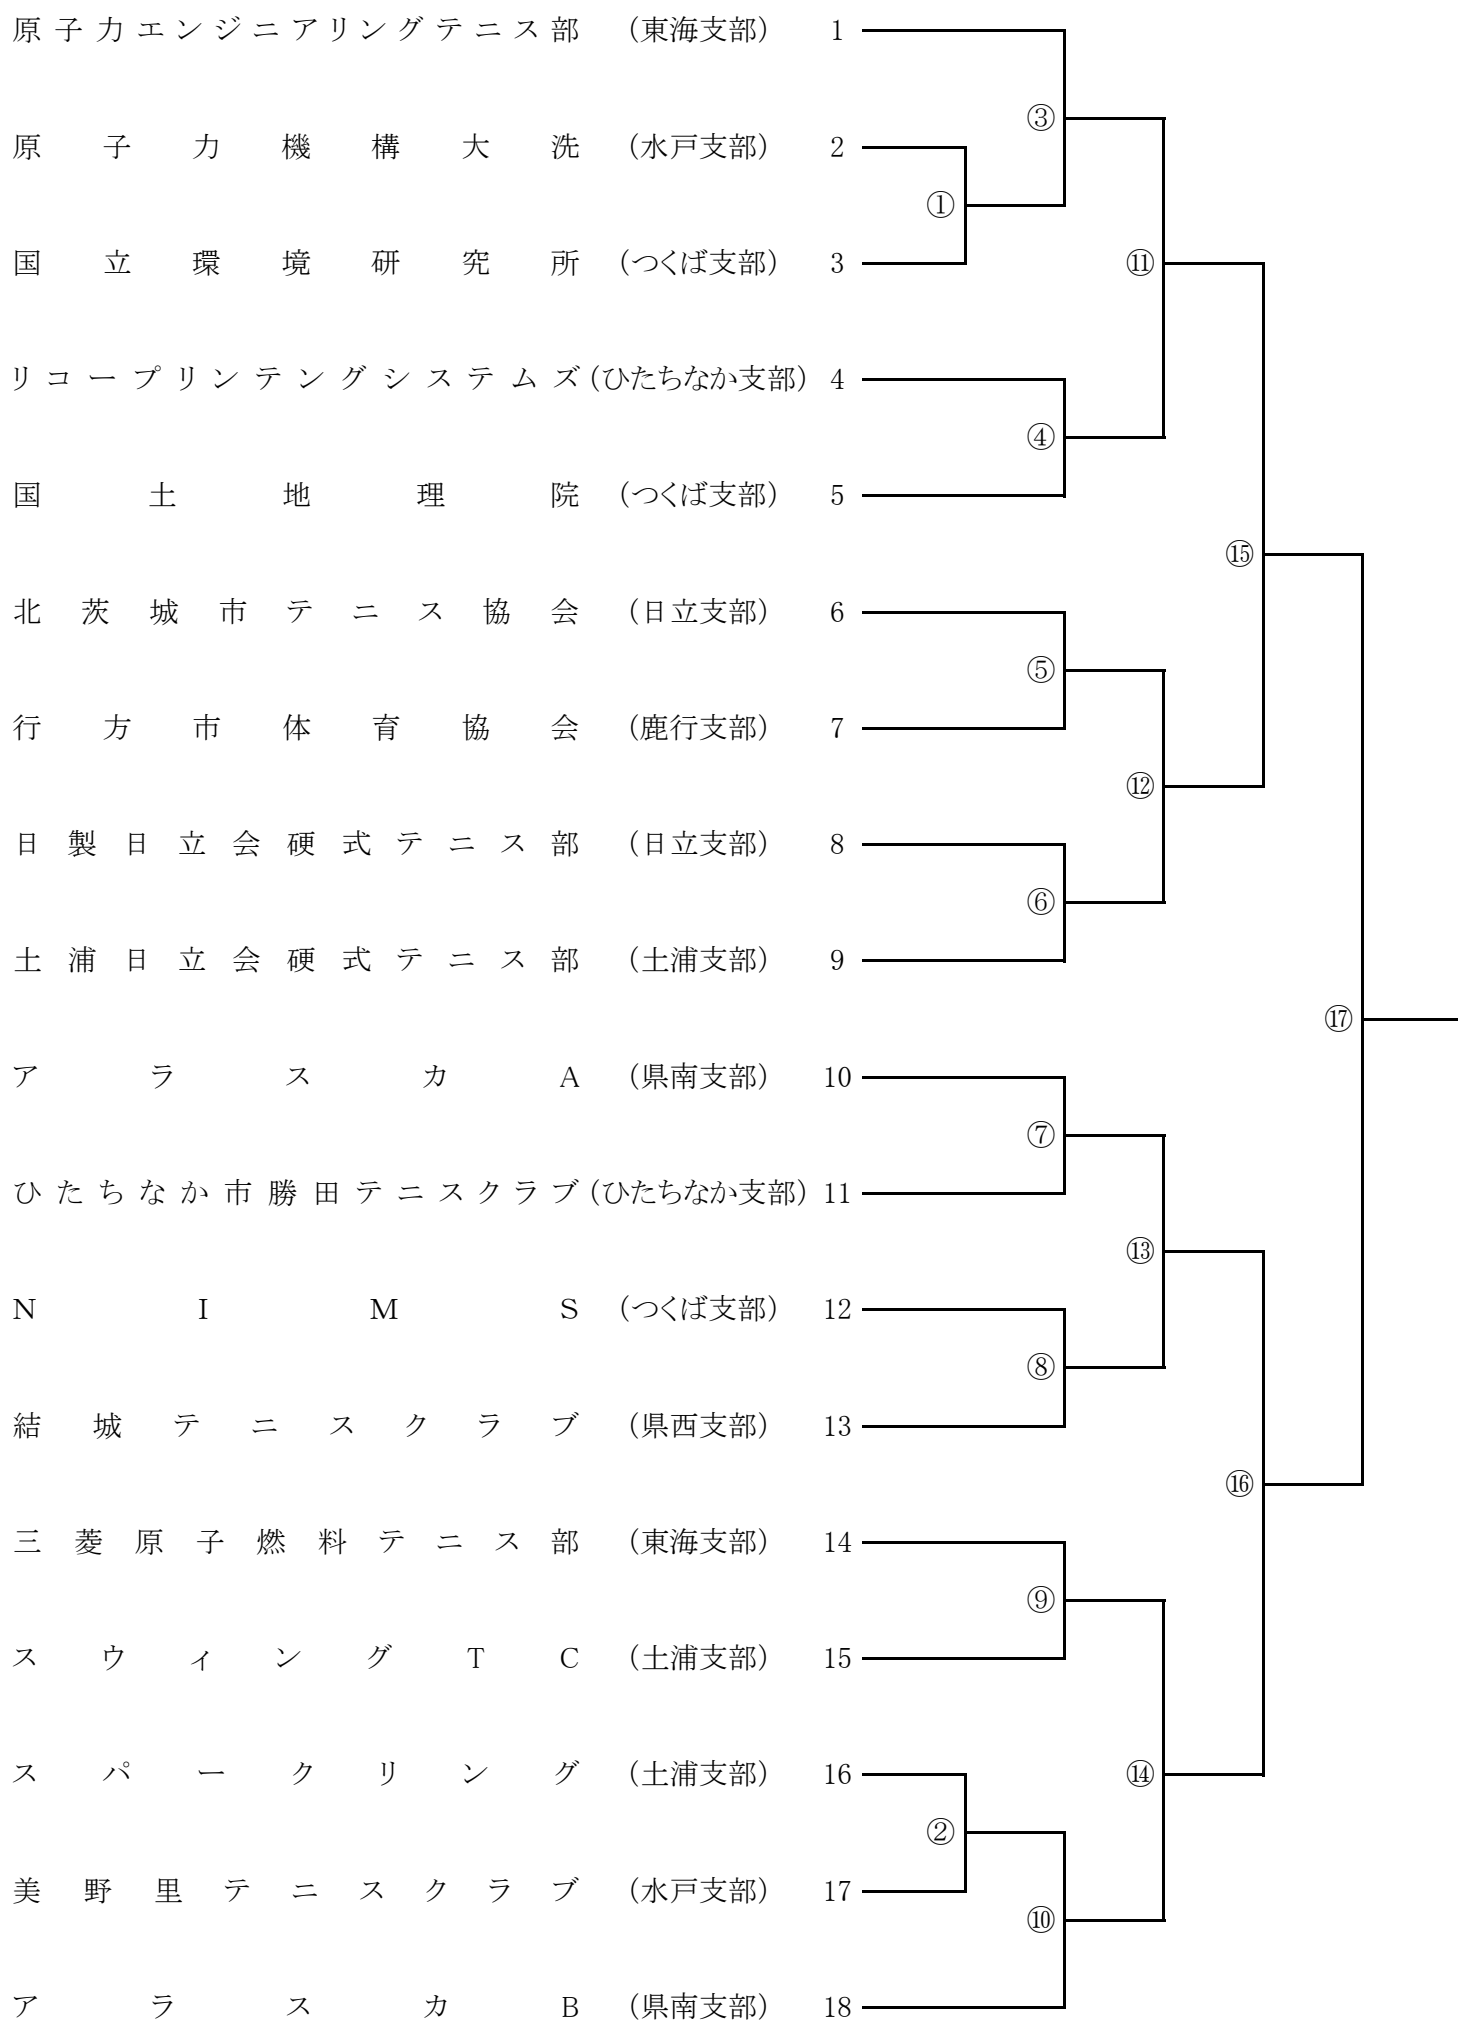 原子力エンジニアリングテニス部 (東海支部) 1
③
原子力機構大洗 (水戸支部) 2
①
国立環境研究所 (つくば支部) 3
⑪
リコープリンテングシステムズ (ひたちなか支部) 4
④
国土地理院 (つくば支部) 5
⑮
北茨城市テニス協会 (日立支部) 6
⑤
行方市体育協会 (鹿行支部) 7
⑫
日製日立会硬式テニス部 (日立支部) 8
⑥
土浦日立会硬式テニス部 (土浦支部) 9
⑰
アラスカA (県南支部) 10
⑦
ひたちなか市勝田テニスクラブ (ひたちなか支部) 11
⑬
NIMS (つくば支部) 12
⑧
結城テニスクラブ (県西支部) 13
⑯
三菱原子燃料テニス部 (東海支部) 14
⑨
スウィングTC (土浦支部) 15
スパークリング (土浦支部) 16
⑭
②
美野里テニスクラブ (水戸支部) 17
⑩
アラスカB (県南支部) 18